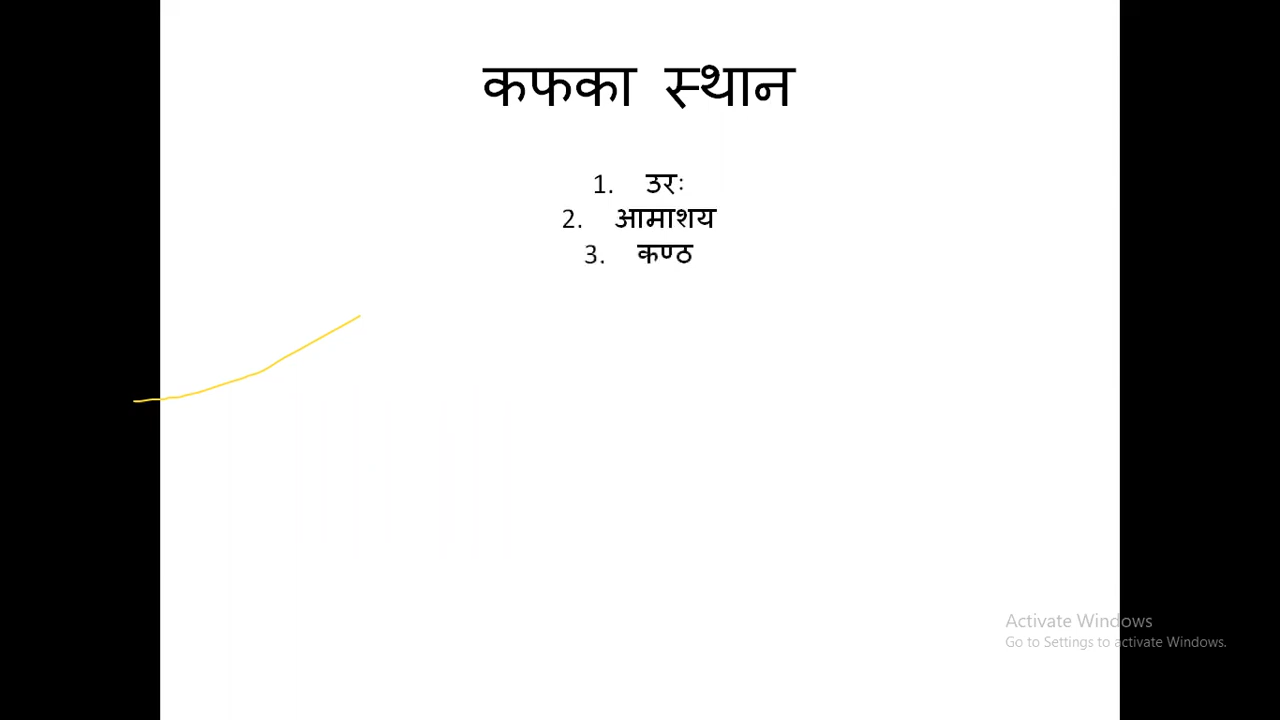 कफका स्थान
1. उरः
2. आमाशय
3. कण्ठ
Activate Windows
Go to Settings to activate Windows.